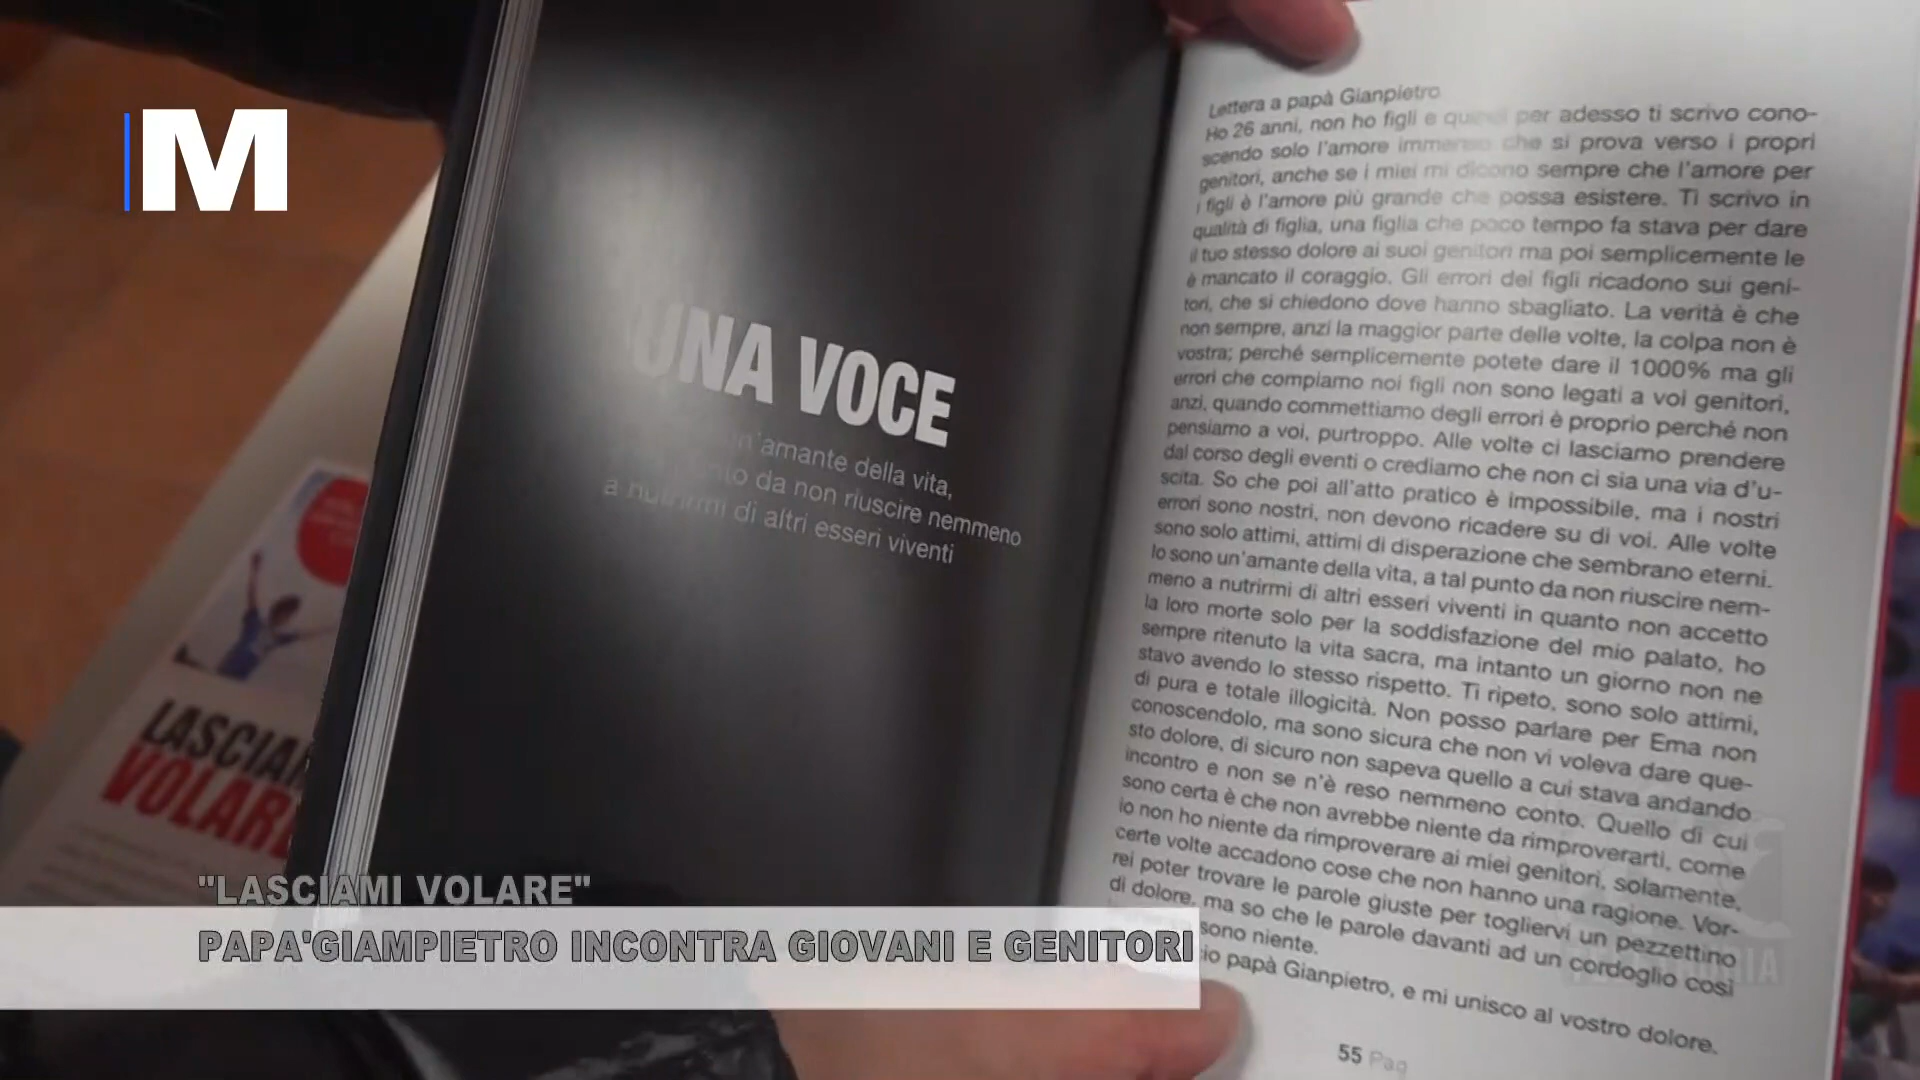 M
UNA VOCE
un'amante della vita,
da non riuscire nemmeno
a nutrirmi di altri esseri viventi
Lettera a papà Gianpietro
Ho 26 anni, non ho figli e quindi per adesso ti scrivo cono-
scendo solo l'amore immenso che si prova verso i propri
genitori, anche se i miei mi dicono sempre che l'amore per
i figli è l'amore più grande che possa esistere. Ti scrivo in
qualità di figlia, una figlia che poco tempo fa stava per dare
il tuo stesso dolore ai suoi genitori ma poi semplicemente le
è mancato il coraggio. Gli errori dei figli ricadono sui geni-
tori, che si chiedono dove hanno sbagliato. La verità è che
non sempre, anzi la maggior parte delle volte, la colpa non è
vostra; perché semplicemente potete dare il 1000% ma gli
errori che compiamo noi figli non sono legati a voi genitori,
anzi, quando commettiamo degli errori è proprio perché non
pensiamo a voi, purtroppo. Alle volte ci lasciamo prendere
dal corso degli eventi o crediamo che non ci sia una via d'u-
scita. So che poi all'atto pratico è impossibile, ma i nostri
errori sono nostri, non devono ricadere su di voi. Alle volte
sono solo attimi, attimi di disperazione che sembrano eterni.
Io sono un'amante della vita, a tal punto da non riuscire nem-
meno a nutrirmi di altri esseri viventi in quanto non accetto
la loro morte solo per la soddisfazione del mio palato, ho
sempre ritenuto la vita sacra, ma intanto un giorno non ne
stavo avendo lo stesso rispetto. Ti ripeto, sono solo attimi,
di pura e totale illogicità. Non posso parlare per Ema non
conoscendolo, ma sono sicura che non vi voleva dare que-
sto dolore, di sicuro non sapeva quello a cui stava andando
incontro e non se n'è reso nemmeno conto. Quello di cui
sono certa è che non avrebbe niente da rimproverarti, come
io non ho niente da rimproverare ai miei genitori, solamente,
certe volte accadono cose che non hanno una ragione. Vor-
rei poter trovare le parole giuste per togliervi un pezzettino
di dolore, ma so che le parole davanti ad un cordoglio così
sono niente.
papà Gianpietro, e mi unisco al vostro dolore.
55 Pag
LASCIAM
VOLARE
"LASCIAMI VOLARE"
PAPA'GIAMPIETRO INCONTRA GIOVANI E GENITORI